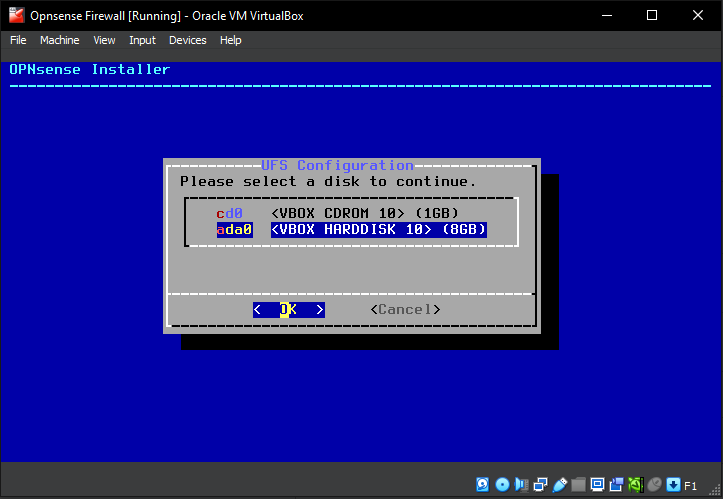 Opnsense Firewall [Running] - Oracle VM VirtualBox
File Machine View Input Devices Help
OPNsense Installer
UFS Configuration
Please select a disk to continue.
cd0 <VBOX CDROM 10> (1GB)
ada0 <VBOX HARDDISK 10> (8GB)
< OK > <Cancel>
F1